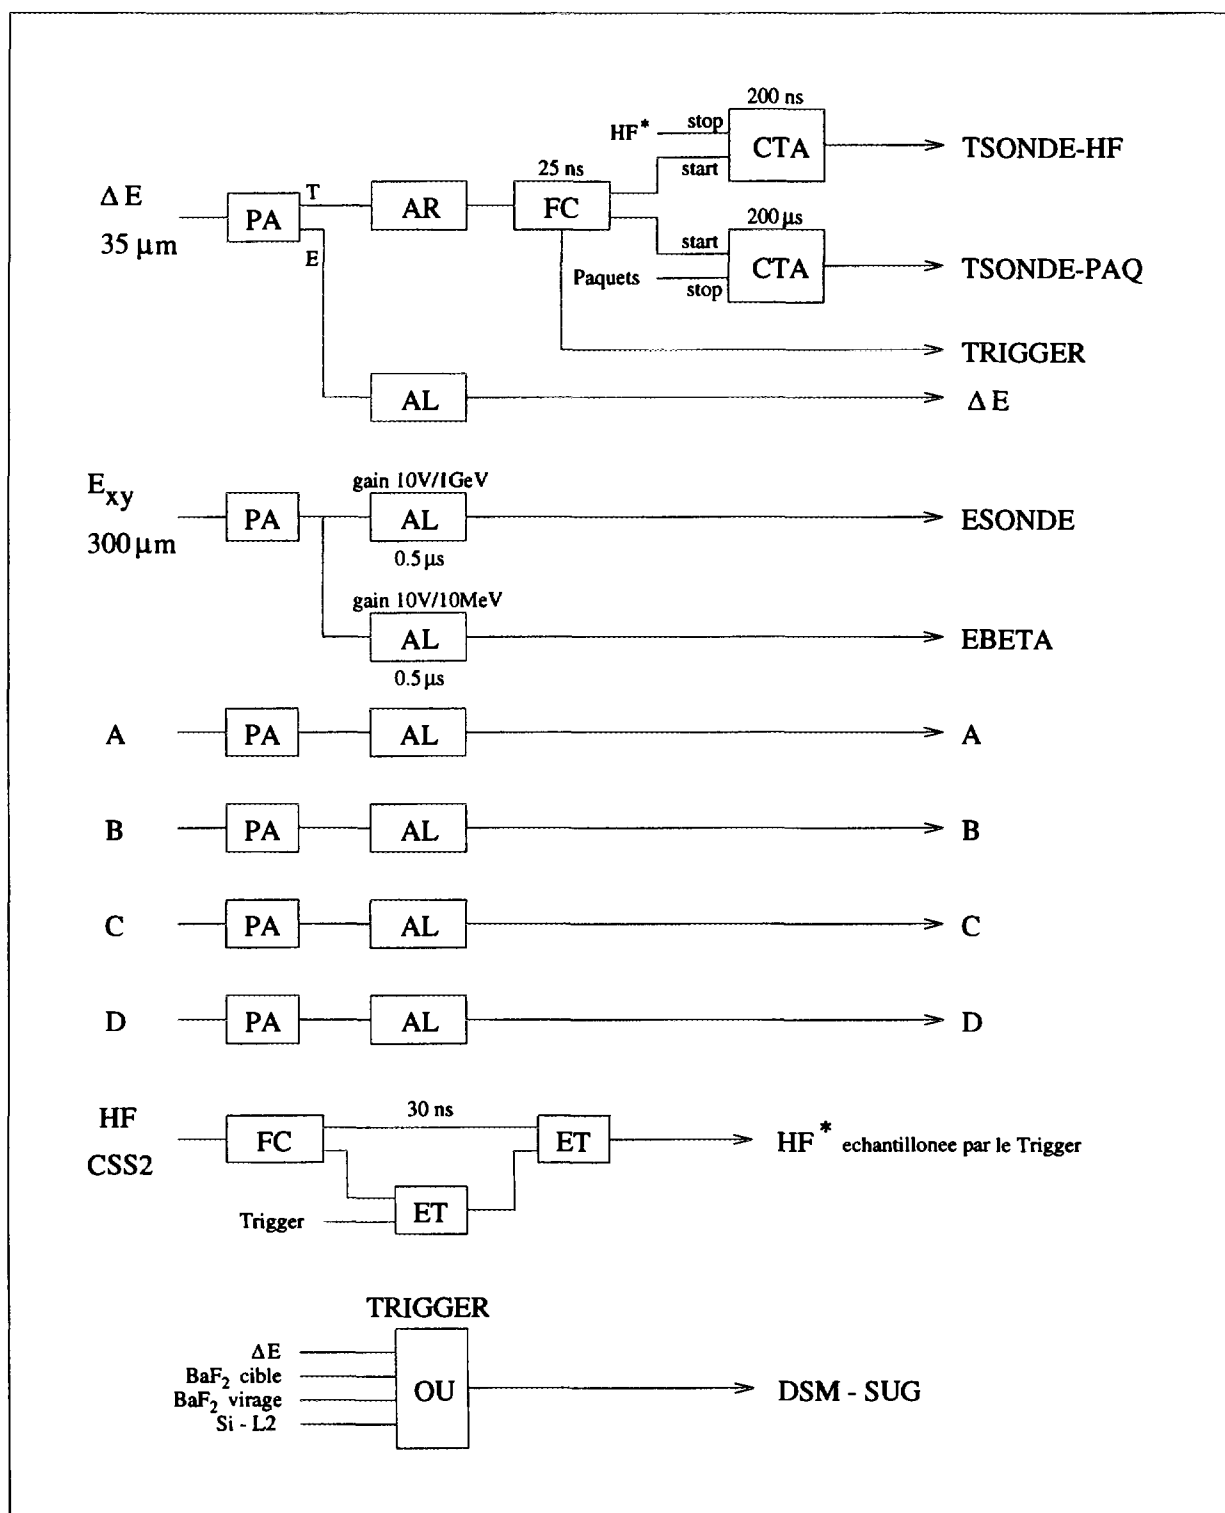 200 ns
HF* stop CTA TSONDE-HF
start
25 ns
Δ E PA T AR FC
35 μm E
200 μs
start CTA TSONDE-PAQ
Paquets stop
TRIGGER
AL Δ E
Exy gain 10V/1GeV
PA AL ESONDE
300 μm 0.5 μs
gain 10V/10MeV
AL EBETA
0.5 μs
A PA AL A
B PA AL B
C PA AL C
D PA AL D
HF 30 ns
FC ET HF * echantillonee par le Trigger
CSS2
Trigger ET
TRIGGER
Δ E
BaF2 cible
OU DSM - SUG
BaF2 virage
Si - L2